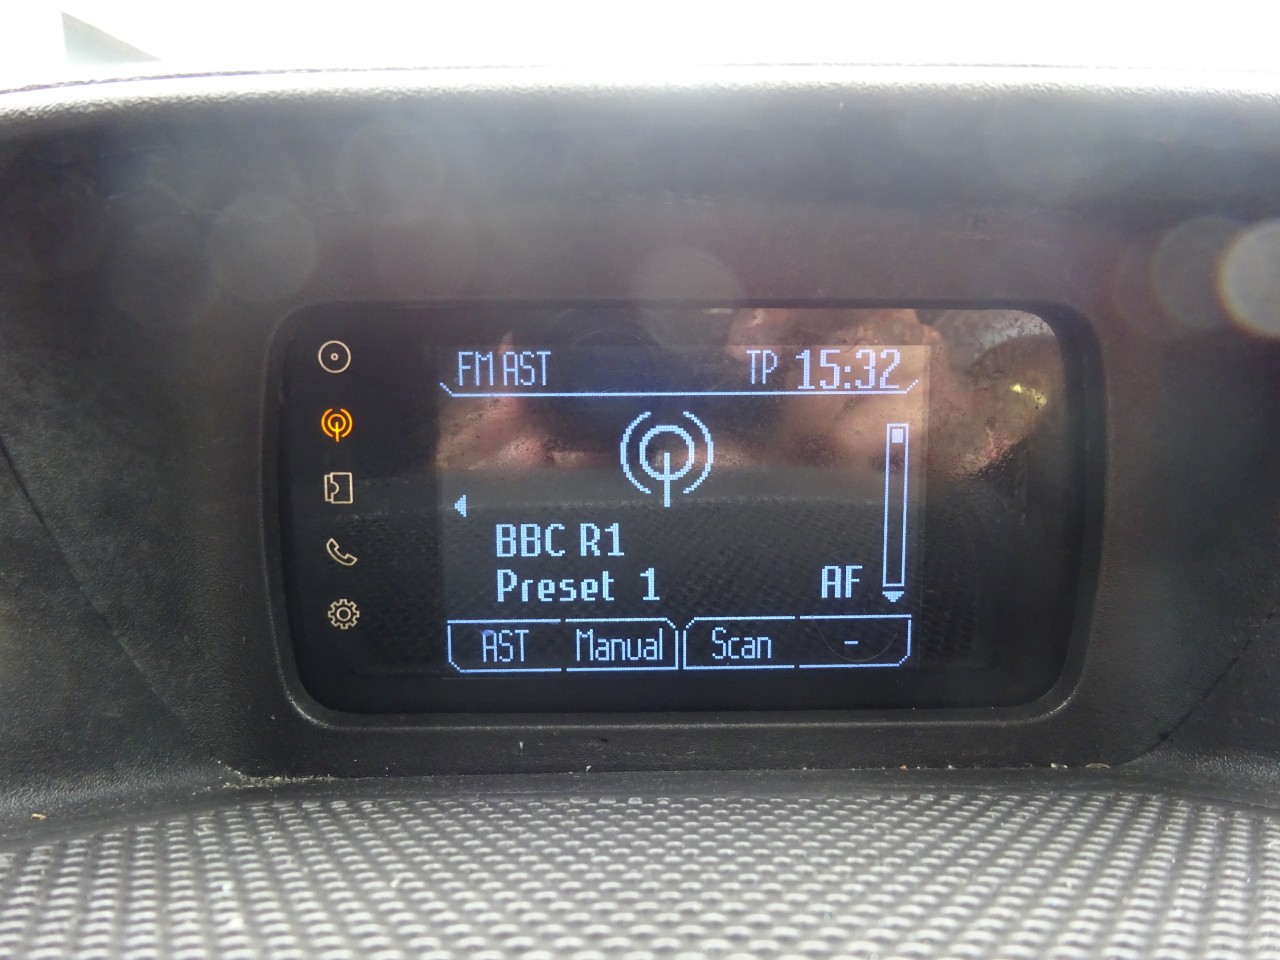 FM AST TP 15:32
BBC R1
Preset 1 AF
AST Manual Scan -